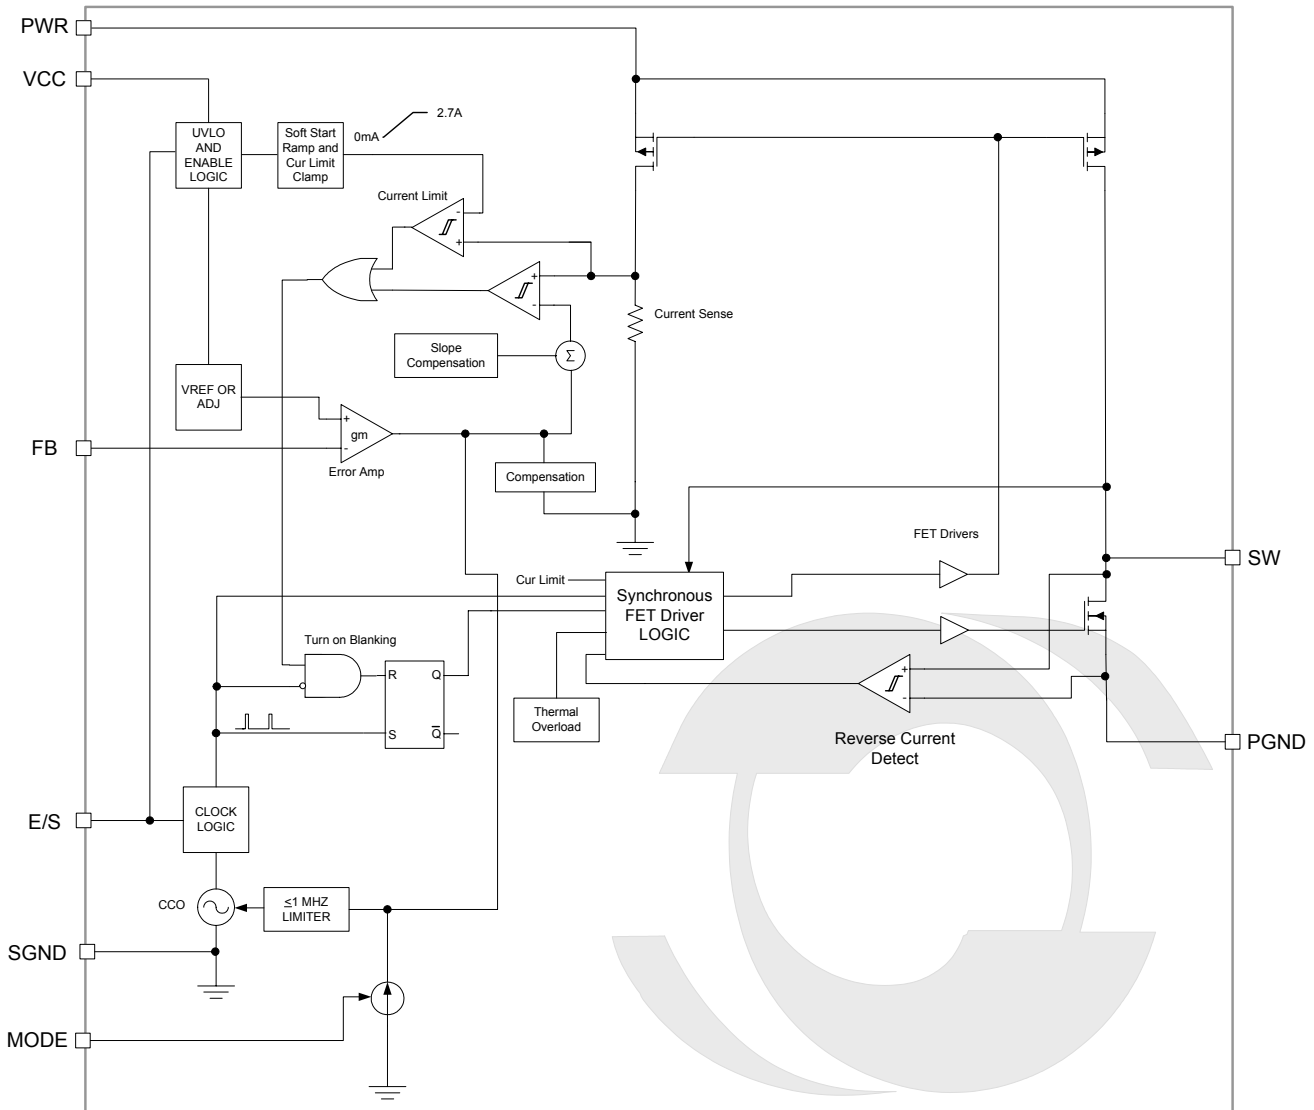 PWR
VCC
UVLO
AND
ENABLE
LOGIC
Soft Start
Ramp and
Cur Limit
Clamp
0mA
2.7A
Current Limit
-
+
+
-
Current Sense
Slope
Compensation
Σ
VREF OR
ADJ
+
gm
-
Error Amp
FB
Compensation
FET Drivers
SW
Cur Limit
Synchronous
FET Driver
LOGIC
Turn on Blanking
R
Q
S
Q̅
Thermal
Overload
+
-
Reverse Current
Detect
PGND
E/S
CLOCK
LOGIC
CCO
≤1 MHZ
LIMITER
SGND
MODE